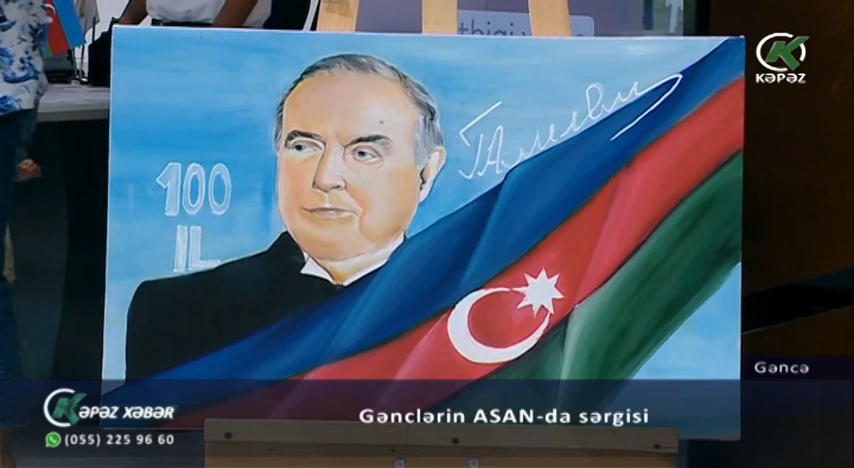 KƏPƏZ
100
IL
Gəncə
KƏPƏZ XƏBƏR
(055) 225 96 60
Gənclərin ASAN-da sərgisi